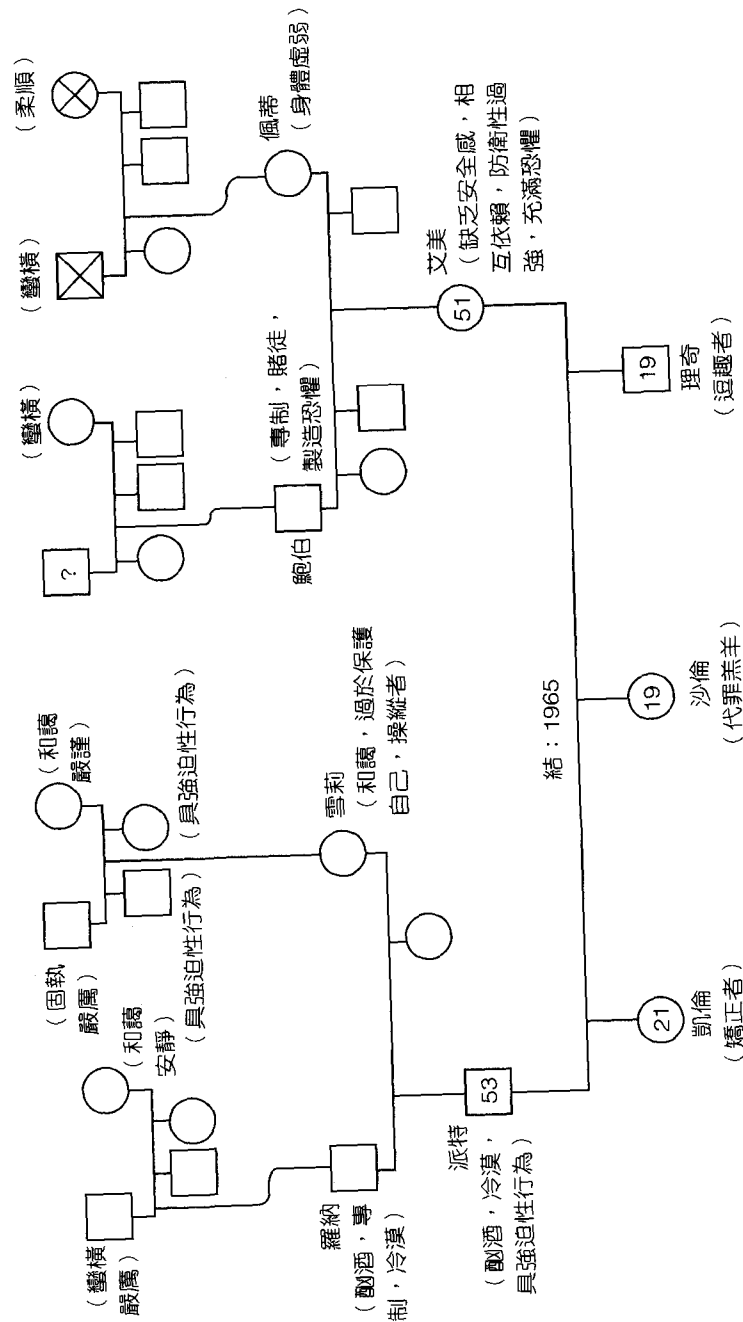 （蠻橫
嚴厲）
（和藹
安靜）
（固執
嚴厲）
（和藹
嚴謹）
（具強迫性行為）
（具強迫性行為）
?
（蠻橫）
（蠻橫）
（柔順）
羅納
（酗酒，專
制，冷漠）
雪莉
（和藹，過於保護
自己，操縱者）
鮑伯
（專制，賭徒，
製造恐懼）
佩蒂
（身體虛弱）
派特
（酗酒，冷漠，
具強迫性行為）
53
結：1965
51
艾美
（缺乏安全感，相
互依賴，防衛性過
強，充滿恐懼）
21
凱倫
（矯正者）
19
沙倫
（代罪羔羊）
19
理奇
（逗趣者）